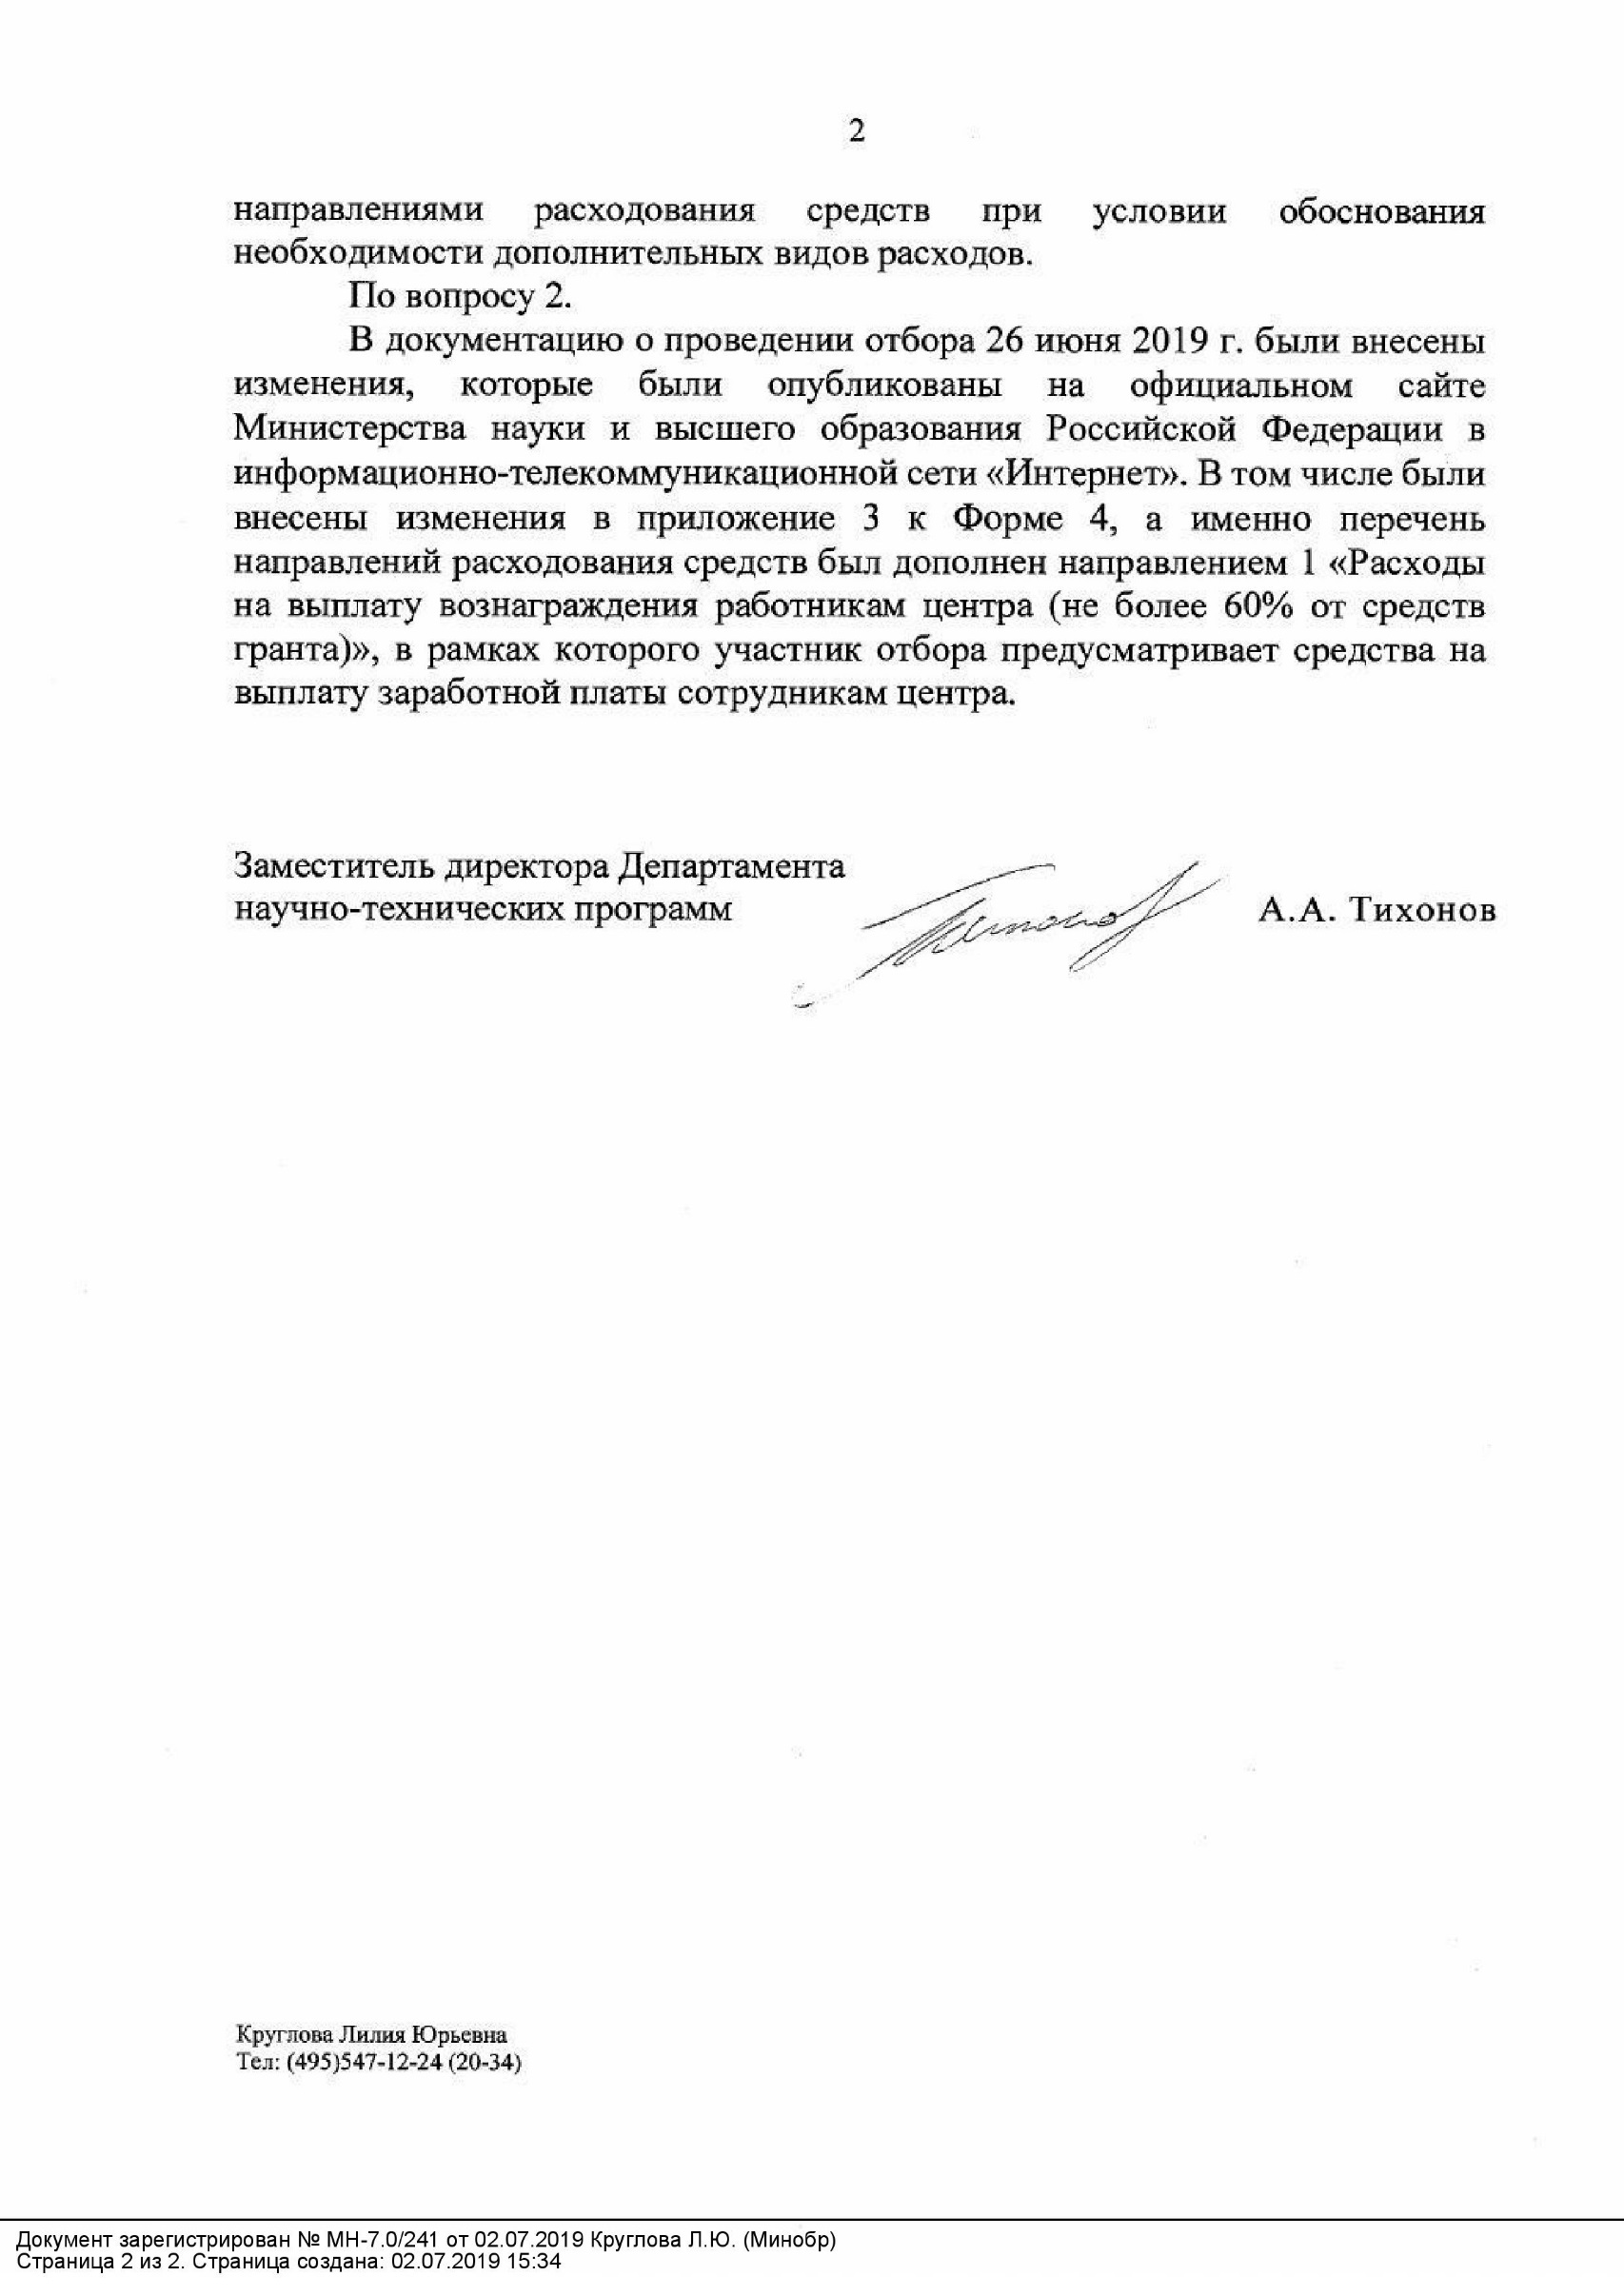 2
направлениями расходования средств при условии обоснования
необходимости дополнительных видов расходов.
По вопросу 2.
В документацию о проведении отбора 26 июня 2019 г. были внесены
изменения, которые были опубликованы на официальном сайте
Министерства науки и высшего образования Российской Федерации в
информационно-телекоммуникационной сети «Интернет». В том числе были
внесены изменения в приложение 3 к Форме 4, а именно перечень
направлений расходования средств был дополнен направлением 1 «Расходы
на выплату вознаграждения работникам центра (не более 60% от средств
гранта)», в рамках которого участник отбора предусматривает средства на
выплату заработной платы сотрудникам центра.
Заместитель директора Департамента
научно-технических программ А.А. Тихонов
Круглова Лилия Юрьевна
Тел: (495)547-12-24 (20-34)
Документ зарегистрирован № МН-7.0/241 от 02.07.2019 Круглова Л.Ю. (Минобр)
Страница 2 из 2. Страница создана: 02.07.2019 15:34